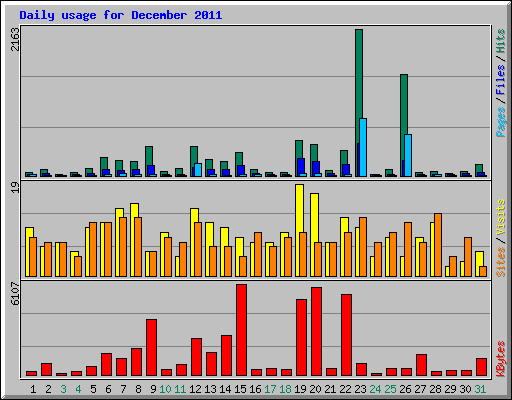 Daily usage for December 2011
2163
Pages / Files / Hits
19
Sites / Visits
6107
KBytes
1 2 3 4 5 6 7 8 9 10 11 12 13 14 15 16 17 18 19 20 21 22 23 24 25 26 27 28 29 30 31